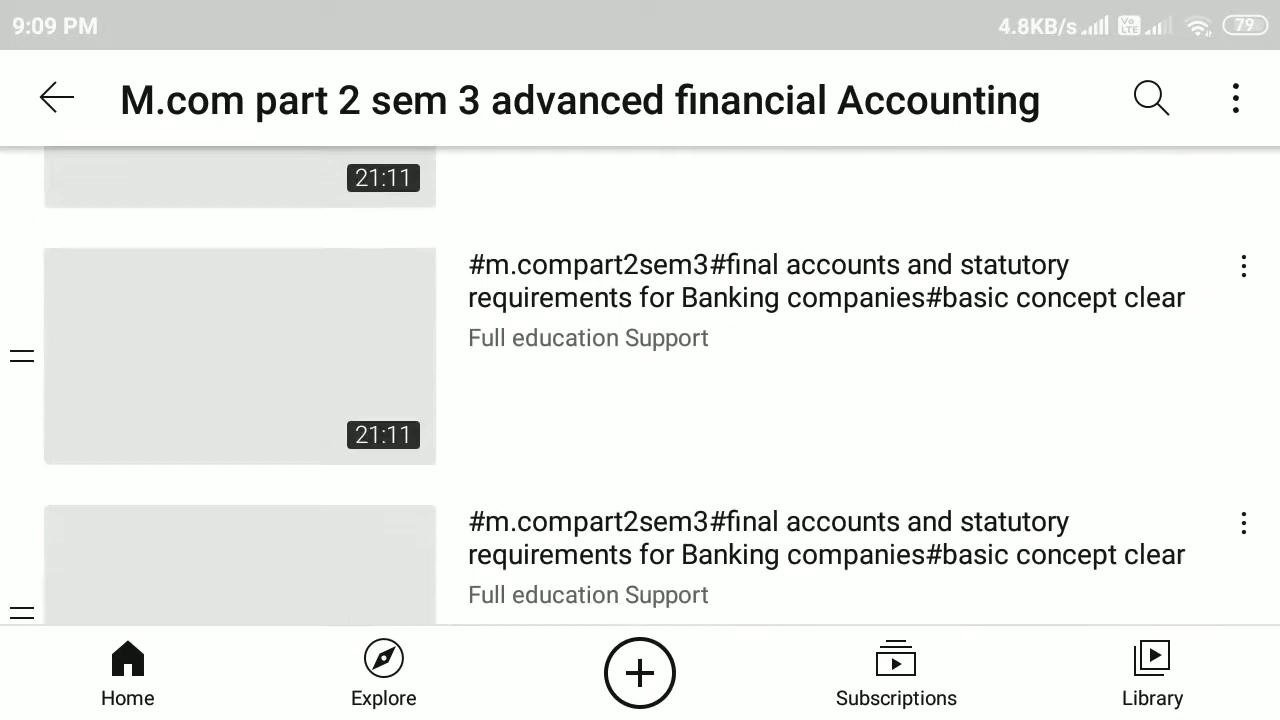 9:09 PM
4.8KB/s Vo LTE 79
M.com part 2 sem 3 advanced financial Accounting
21:11
#m.compart2sem3#final accounts and statutory
requirements for Banking companies#basic concept clear
Full education Support
21:11
#m.compart2sem3#final accounts and statutory
requirements for Banking companies#basic concept clear
Full education Support
Home
Explore
Subscriptions
Library